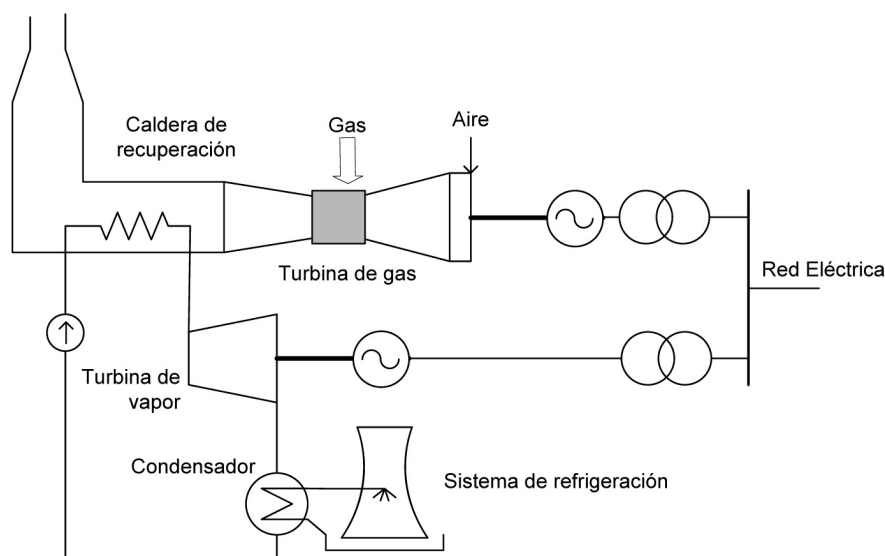 Caldera de
recuperación
Gas
Aire
Turbina de gas
Red Eléctrica
Turbina de
vapor
Condensador
Sistema de refrigeración